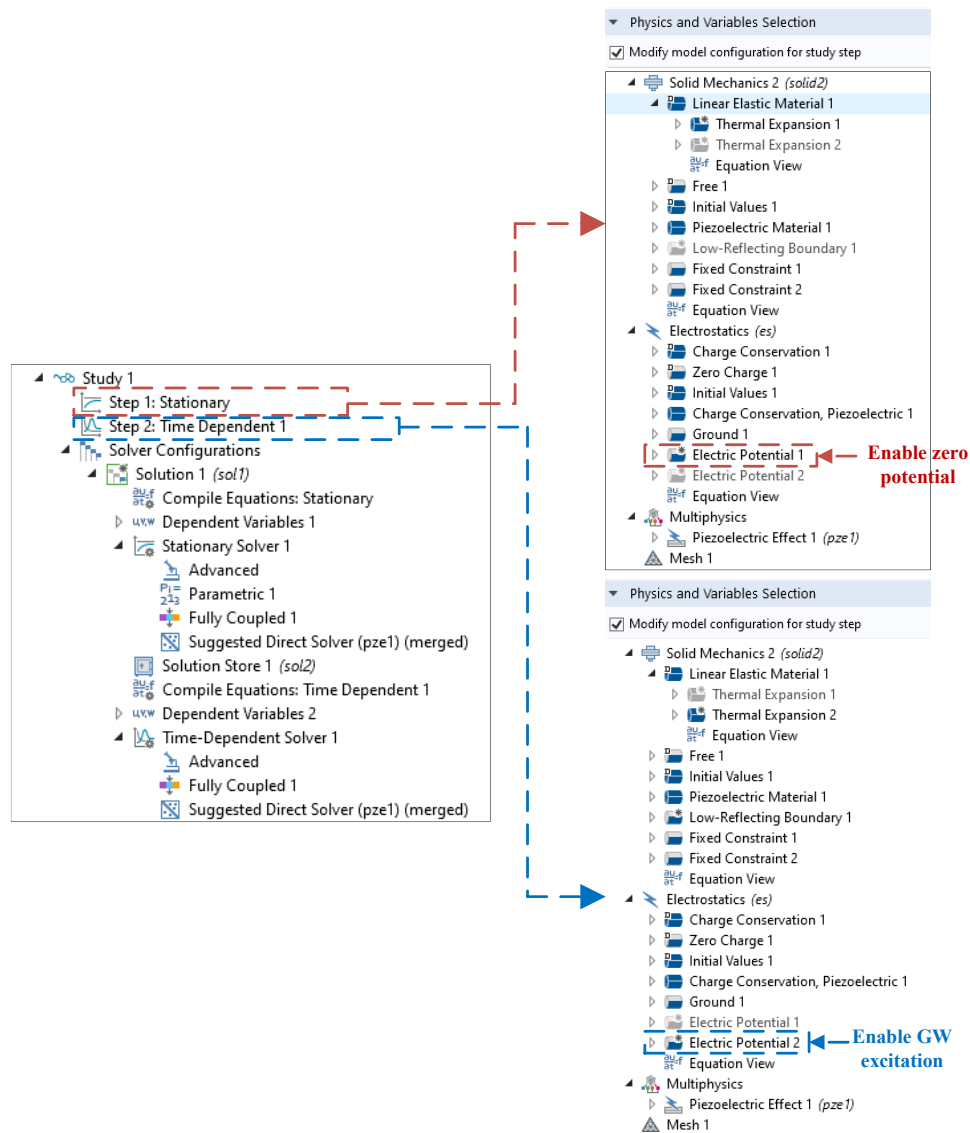 Study 1
Step 1: Stationary
Step 2: Time Dependent 1
Solver Configurations
Solution 1 (sol1)
Compile Equations: Stationary
Dependent Variables 1
Stationary Solver 1
Advanced
Parametric 1
Fully Coupled 1
Suggested Direct Solver (pze1) (merged)
Solution Store 1 (sol2)
Compile Equations: Time Dependent 1
Dependent Variables 2
Time-Dependent Solver 1
Advanced
Fully Coupled 1
Suggested Direct Solver (pze1) (merged)
Physics and Variables Selection
Modify model configuration for study step
Solid Mechanics 2 (solid2)
Linear Elastic Material 1
Thermal Expansion 1
Thermal Expansion 2
Equation View
Free 1
Initial Values 1
Piezoelectric Material 1
Low-Reflecting Boundary 1
Fixed Constraint 1
Fixed Constraint 2
Equation View
Electrostatics (es)
Charge Conservation 1
Zero Charge 1
Initial Values 1
Charge Conservation, Piezoelectric 1
Ground 1
Electric Potential 1
Enable zero
potential
Electric Potential 2
Equation View
Multiphysics
Piezoelectric Effect 1 (pze1)
Mesh 1
Physics and Variables Selection
Modify model configuration for study step
Solid Mechanics 2 (solid2)
Linear Elastic Material 1
Thermal Expansion 1
Thermal Expansion 2
Equation View
Free 1
Initial Values 1
Piezoelectric Material 1
Low-Reflecting Boundary 1
Fixed Constraint 1
Fixed Constraint 2
Equation View
Electrostatics (es)
Charge Conservation 1
Zero Charge 1
Initial Values 1
Charge Conservation, Piezoelectric 1
Ground 1
Electric Potential 1
Electric Potential 2
Enable GW
excitation
Equation View
Multiphysics
Piezoelectric Effect 1 (pze1)
Mesh 1